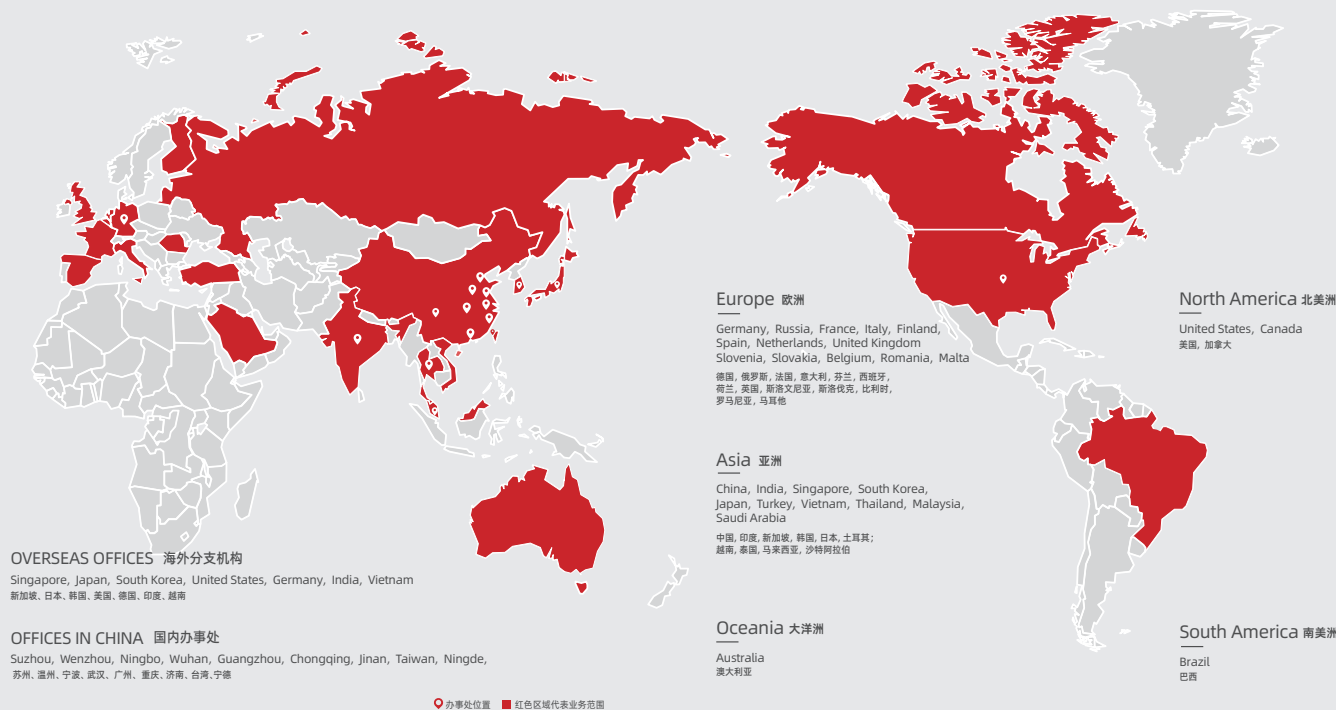 Europe 欧洲
Germany, Russia, France, Italy, Finland,
Spain, Netherlands, United Kingdom
Slovenia, Slovakia, Belgium, Romania, Malta
德国, 俄罗斯, 法国, 意大利, 芬兰, 西班牙,
荷兰, 英国, 斯洛文尼亚, 斯洛伐克, 比利时,
罗马尼亚, 马耳他
North America 北美洲
United States, Canada
美国, 加拿大
Asia 亚洲
China, India, Singapore, South Korea,
Japan, Turkey, Vietnam, Thailand, Malaysia,
Saudi Arabia
中国, 印度, 新加坡, 韩国, 日本, 土耳其;
越南, 泰国, 马来西亚, 沙特阿拉伯
OVERSEAS OFFICES 海外分支机构
Singapore, Japan, South Korea, United States, Germany, India, Vietnam
新加坡、日本、韩国、美国、德国、印度、越南
OFFICES IN CHINA 国内办事处
Suzhou, Wenzhou, Ningbo, Wuhan, Guangzhou, Chongqing, Jinan, Taiwan, Ningde,
苏州、温州、宁波、武汉、广州、重庆、济南、台湾、宁德
Oceania 大洋洲
Australia
澳大利亚
South America 南美洲
Brazil
巴西
办事处位置 红色区域代表业务范围